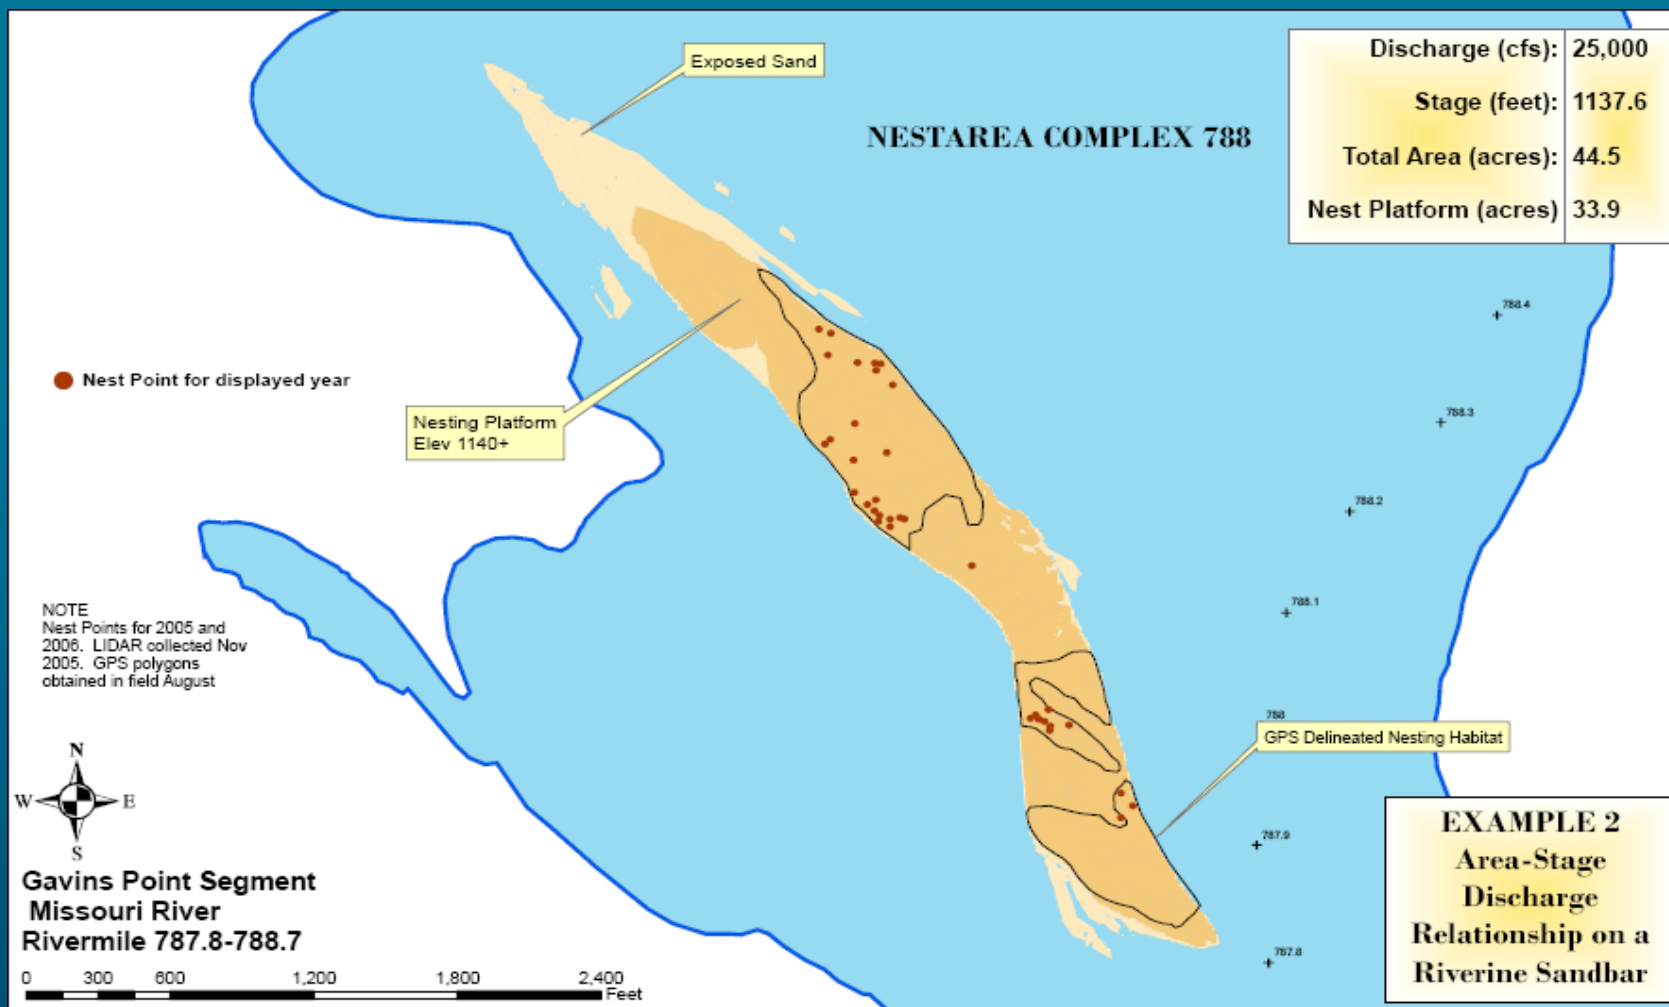 Exposed Sand
NESTAREA COMPLEX 788
Discharge (cfs): 25,000
Stage (feet): 1137.6
Total Area (acres): 44.5
Nest Platform (acres) 33.9
788.4
Nest Point for displayed year
Nesting Platform
Elev 1140+
788.3
788.2
788.1
NOTE
Nest Points for 2005 and
2006. LIDAR collected Nov
2005. GPS polygons
obtained in field August
788
GPS Delineated Nesting Habitat
N
W E
S
787.9
787.8
Gavins Point Segment
Missouri River
Rivermile 787.8-788.7
0 300 600 1,200 1,800 2,400
Feet
EXAMPLE 2
Area-Stage
Discharge
Relationship on a
Riverine Sandbar